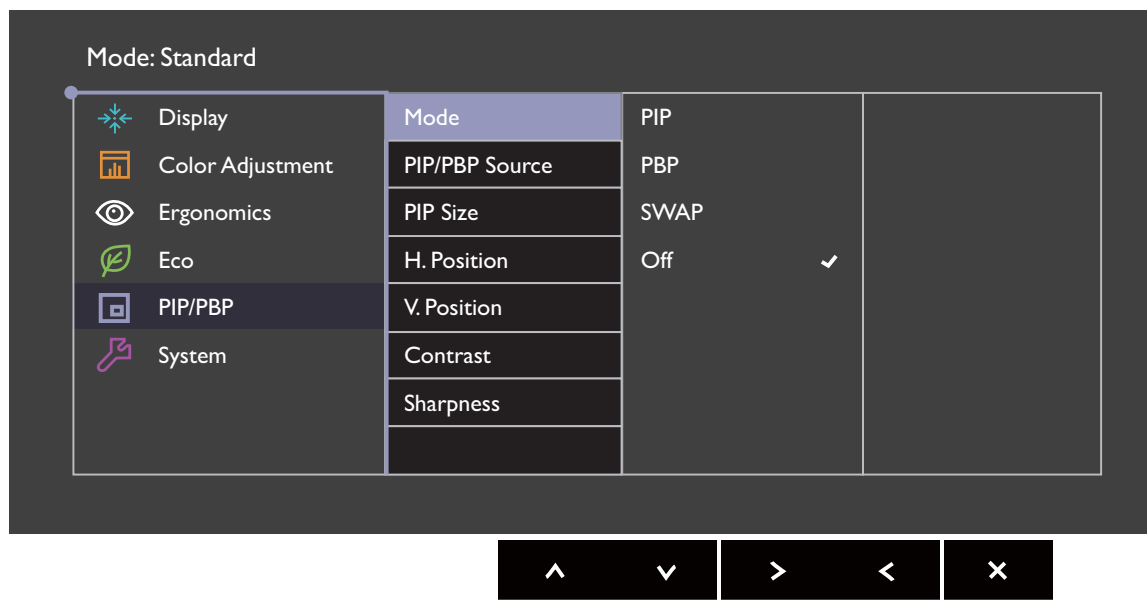 Mode: Standard
Display
Color Adjustment
Ergonomics
Eco
PIP/PBP
System
Mode
PIP/PBP Source
PIP Size
H. Position
V. Position
Contrast
Sharpness
PIP
PBP
SWAP
Off